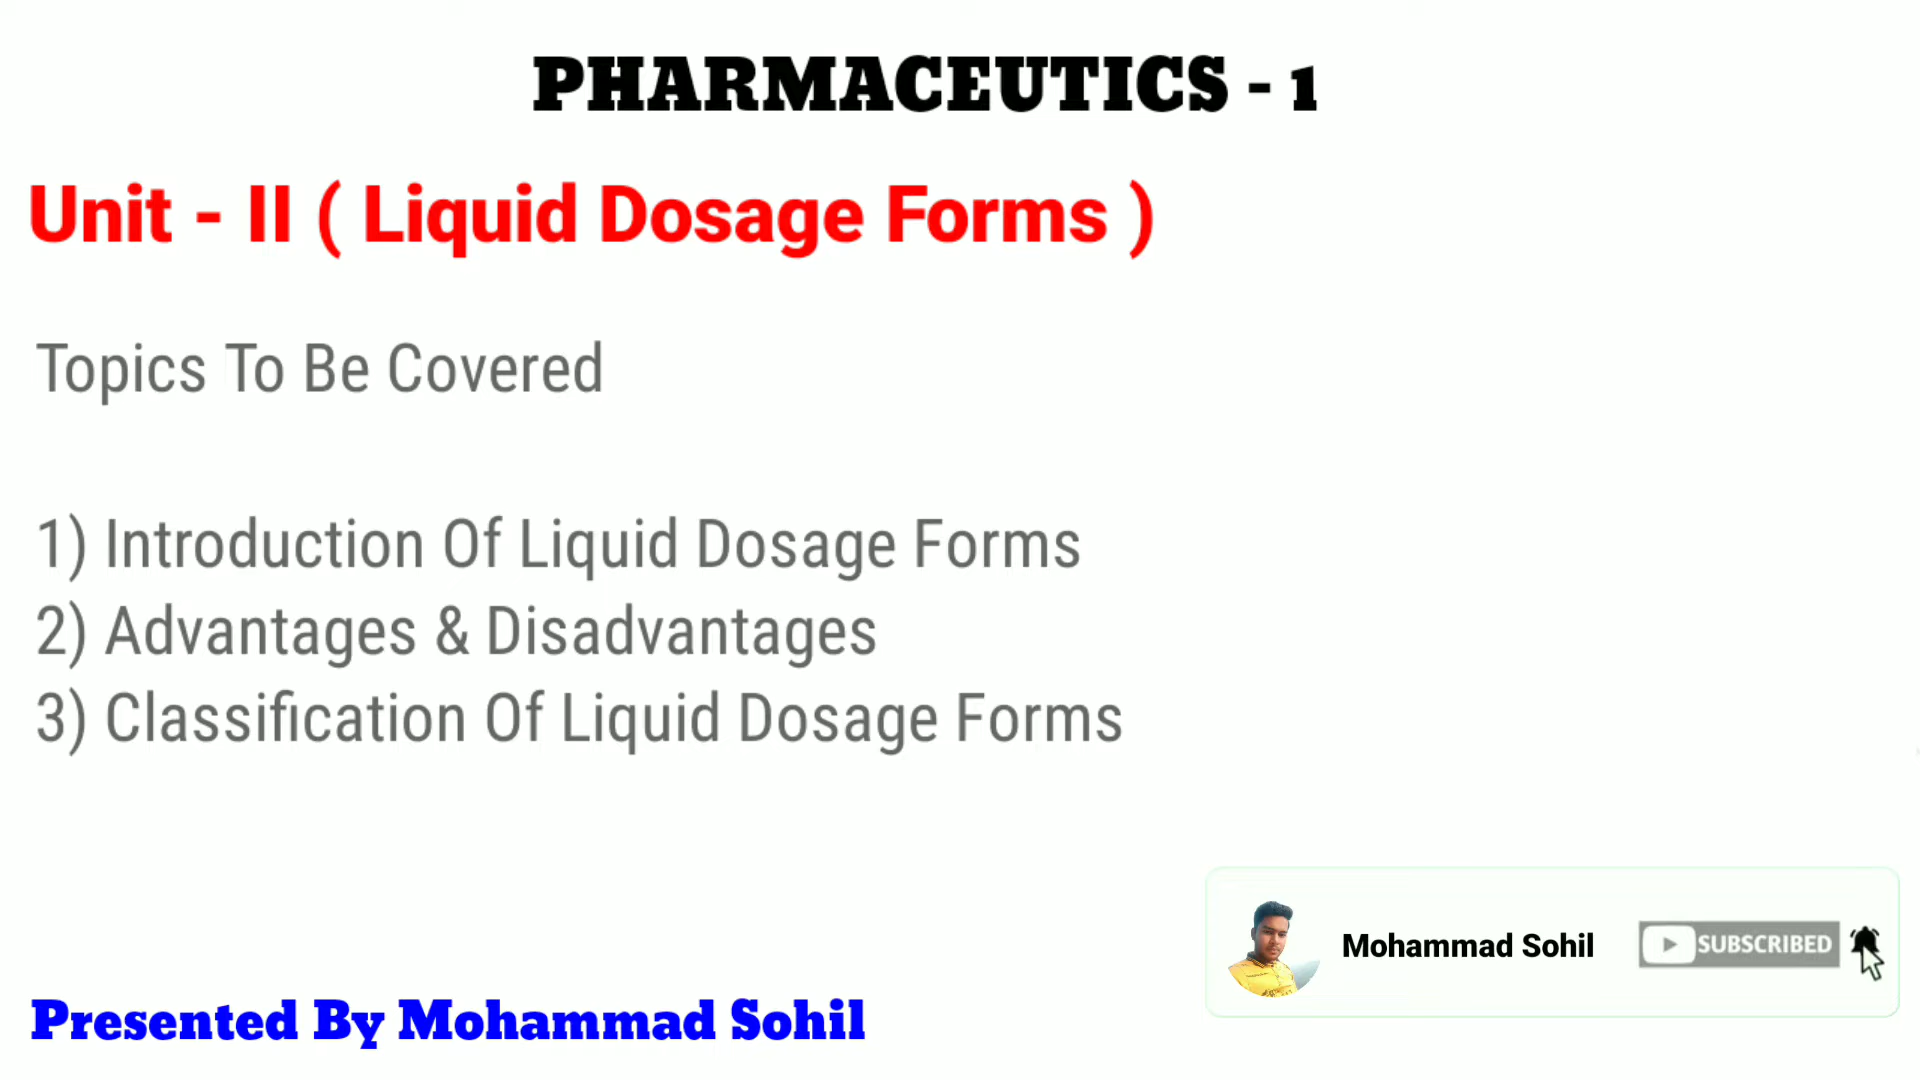 PHARMACEUTICS - 1
Unit - II ( Liquid Dosage Forms )
Topics To Be Covered
1) Introduction Of Liquid Dosage Forms
2) Advantages & Disadvantages
3) Classification Of Liquid Dosage Forms
Mohammad Sohil SUBSCRIBED
Presented By Mohammad Sohil